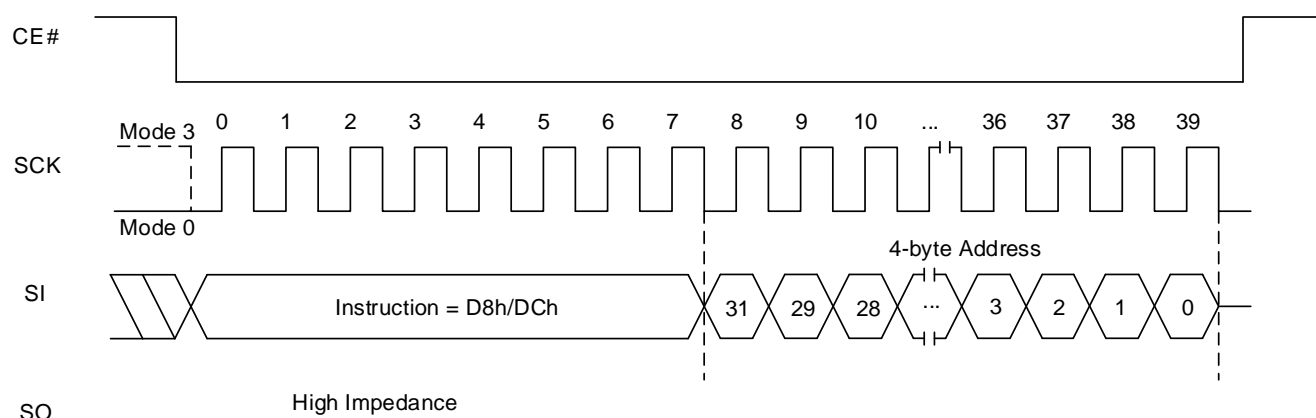 CE#
0 1 2 3 4 5 6 7 8 9 10 ... 36 37 38 39
Mode 3
SCK
Mode 0
4-byte Address
SI
Instruction = D8h/DCh 31 29 28 ... 3 2 1 0
High Impedance
SO